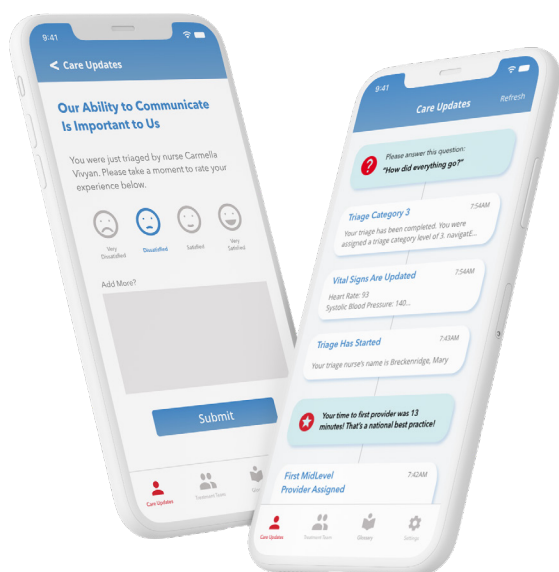 9:41
Care Updates
Our Ability to Communicate
Is Important to Us
You were just triaged by nurse Carmella
Vivyan. Please take a moment to rate your
experience below.
Very
Dissatisfied
Dissatisfied
Satisfied
Very
Satisfied
Add More?
Submit
Care Updates
Treatment Team
9:41
Care Updates
Refresh
Please answer this question:
"How did everything go?"
Triage Category 3
7:54AM
Your triage has been completed. You were
assigned a triage category level of 3. navigatE...
Vital Signs Are Updated
7:54AM
Heart Rate: 93
Systolic Blood Pressure: 140...
Triage Has Started
7:43AM
Your triage nurse's name is Breckenridge, Mary
Your time to first provider was 13
minutes! That's a national best practice!
First MidLevel
Provider Assigned
7:42AM
Care Updates
Treatment Team
Glossary
Settings